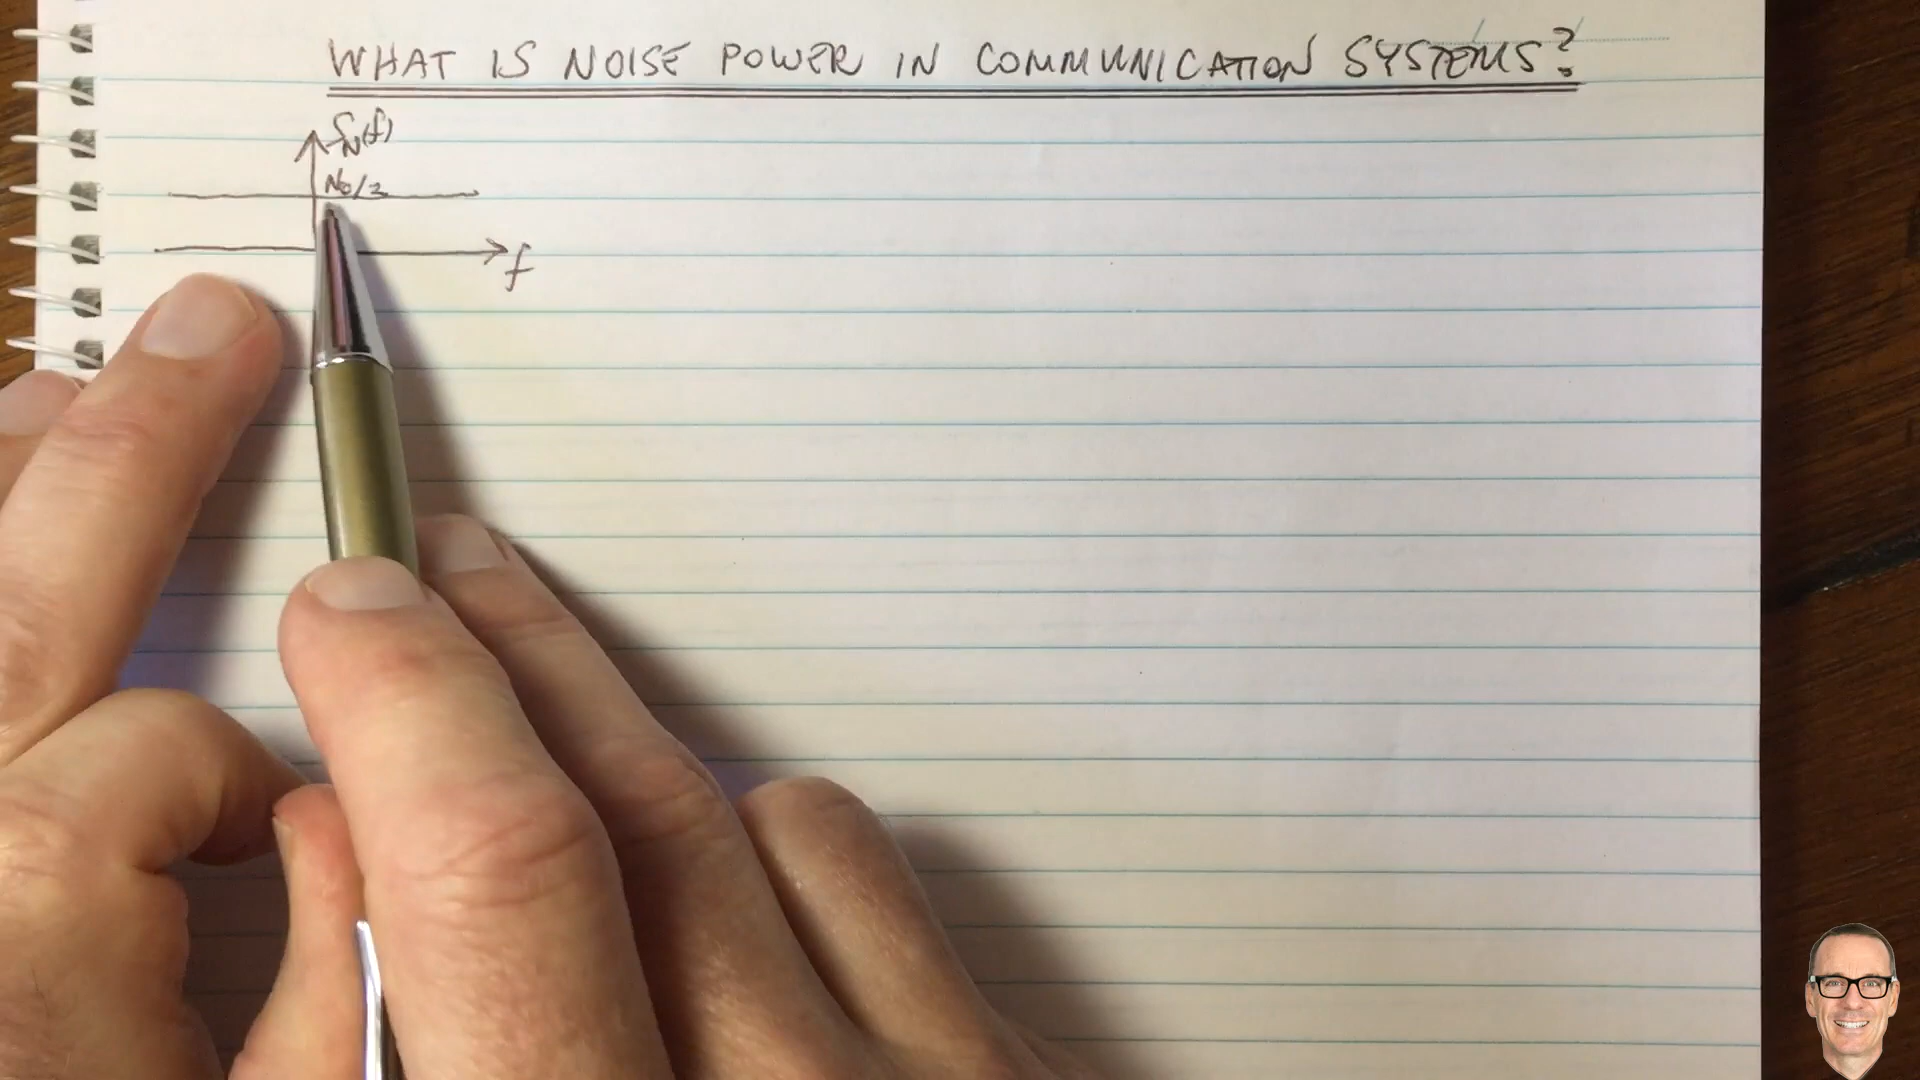 WHAT IS NOISE POWER IN COMMUNICATION SYSTEMS?
S_N(f)
N₀/2
f